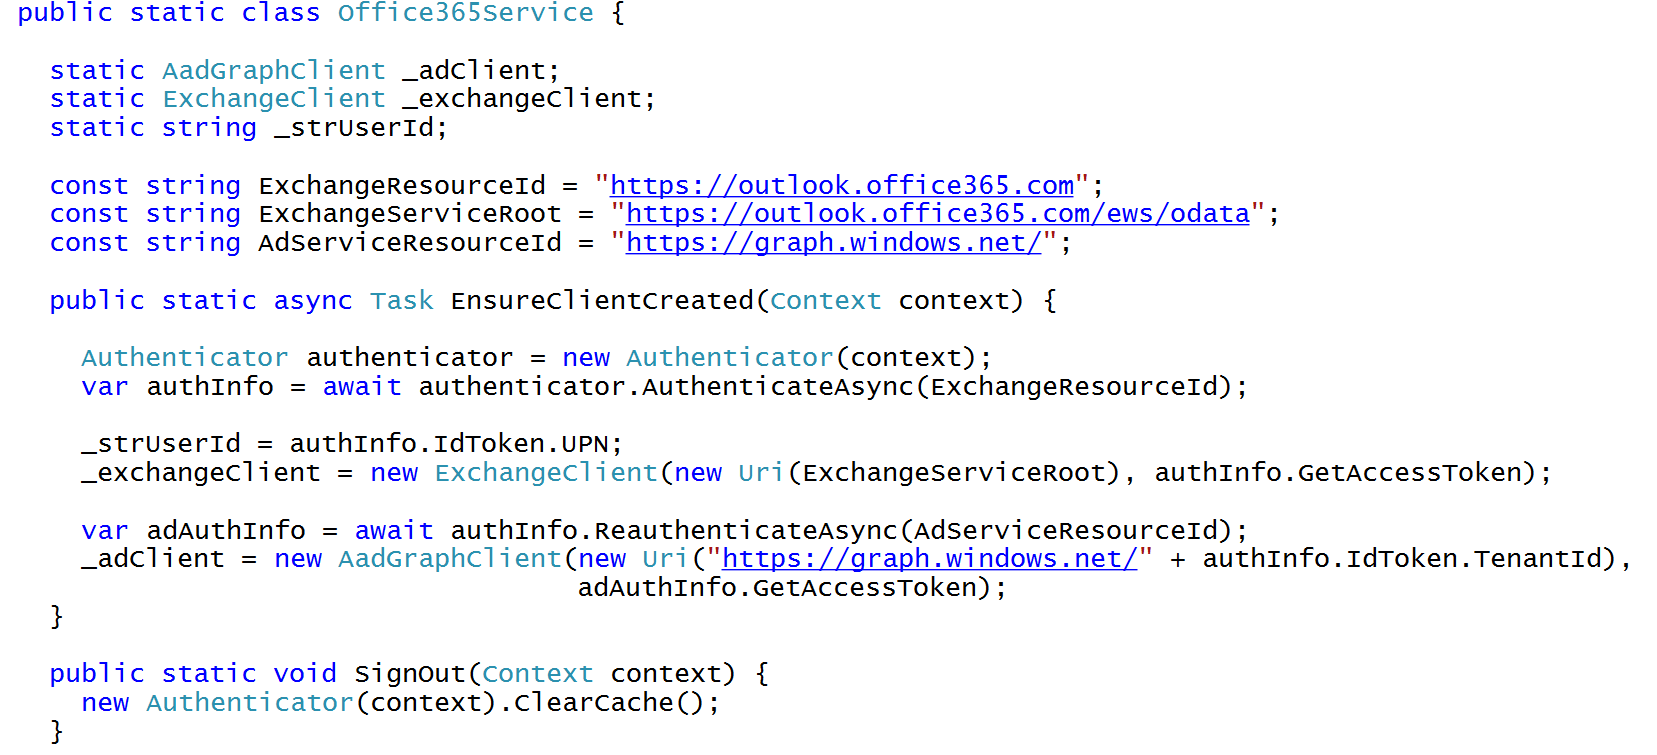 public static class Office365Service {
static AadGraphClient _adClient;
static ExchangeClient _exchangeClient;
static string _strUserId;
const string ExchangeResourceId = "https://outlook.office365.com";
const string ExchangeServiceRoot = "https://outlook.office365.com/ews/odata";
const string AdServiceResourceId = "https://graph.windows.net/";
public static async Task EnsureClientCreated(Context context) {
Authenticator authenticator = new Authenticator(context);
var authInfo = await authenticator.AuthenticateAsync(ExchangeResourceId);
_strUserId = authInfo.IdToken.UPN;
_exchangeClient = new ExchangeClient(new Uri(ExchangeServiceRoot), authInfo.GetAccessToken);
var adAuthInfo = await authInfo.ReauthenticateAsync(AdServiceResourceId);
_adClient = new AadGraphClient(new Uri("https://graph.windows.net/" + authInfo.IdToken.TenantId),
adAuthInfo.GetAccessToken);
}
public static void SignOut(Context context) {
new Authenticator(context).ClearCache();
}